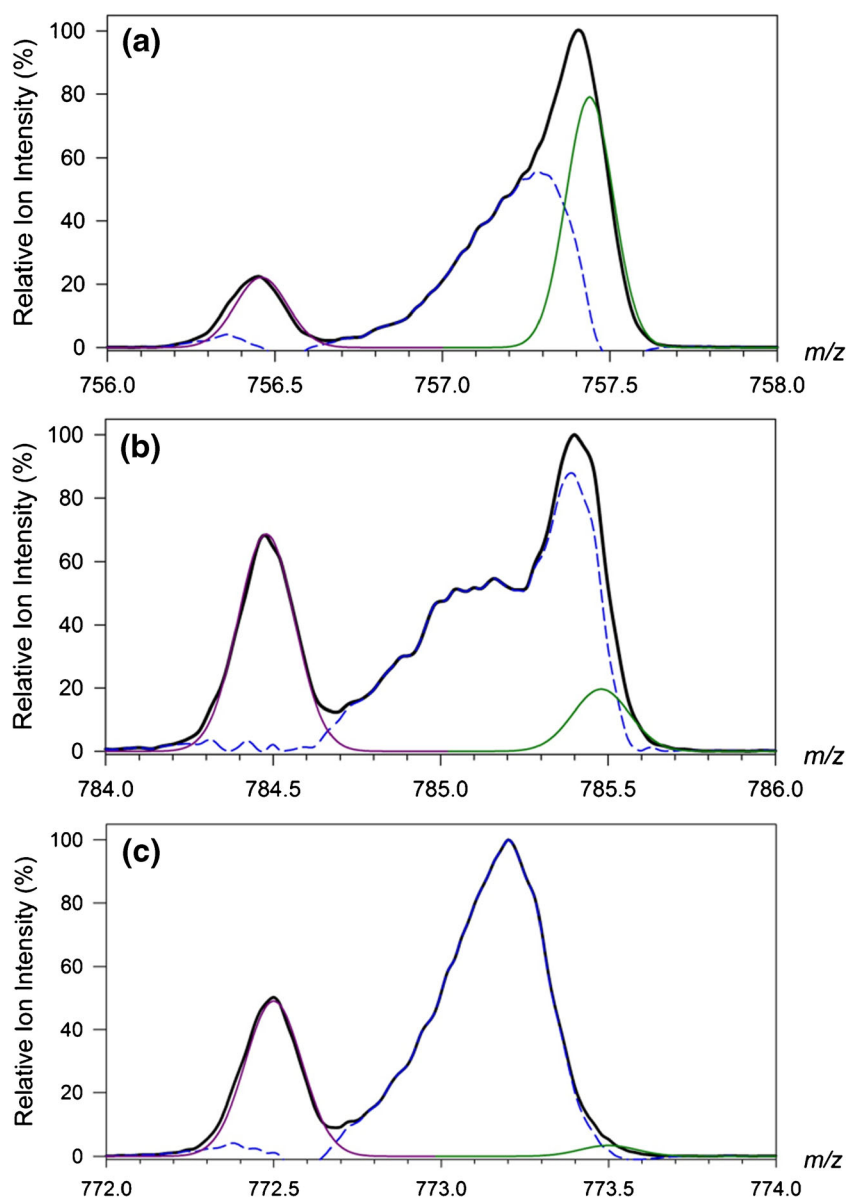 (a)
Relative Ion Intensity (%)
100
80
60
40
20
0
756.0 756.5 757.0 757.5 758.0
m/z
(b)
Relative Ion Intensity (%)
100
80
60
40
20
0
784.0 784.5 785.0 785.5 786.0
m/z
(c)
Relative Ion Intensity (%)
100
80
60
40
20
0
772.0 772.5 773.0 773.5 774.0
m/z